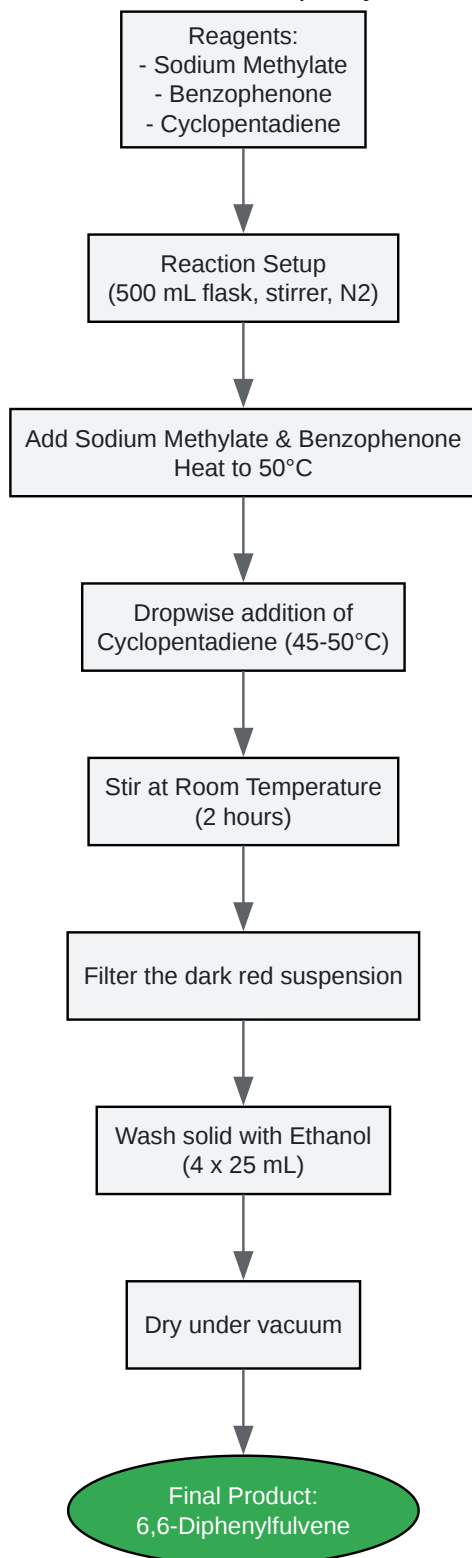 Reagents:
- Sodium Methylate
- Benzophenone
- Cyclopentadiene
Reaction Setup
(500 mL flask, stirrer, N2)
Add Sodium Methylate & Benzophenone
Heat to 50°C
Dropwise addition of
Cyclopentadiene (45-50°C)
Stir at Room Temperature
(2 hours)
Filter the dark red suspension
Wash solid with Ethanol
(4 x 25 mL)
Dry under vacuum
Final Product:
6,6-Diphenylfulvene